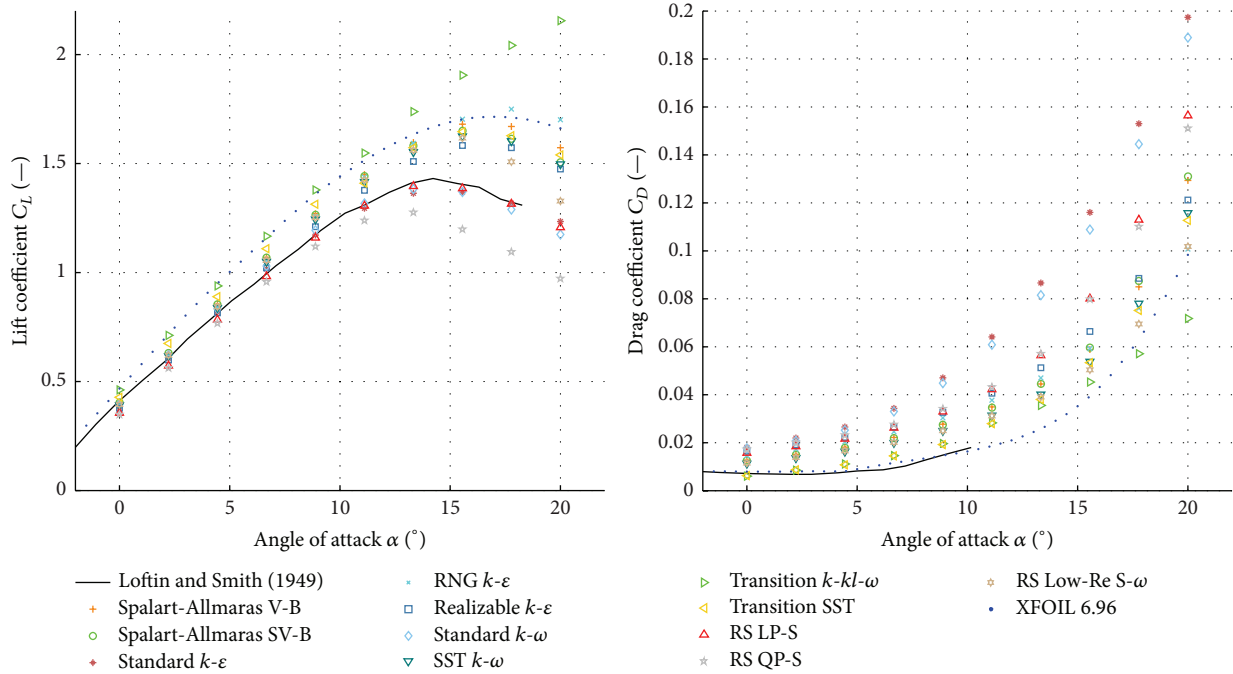 2
1.5
1
0.5
0
Lift coefficient C_L (—)
0 5 10 15 20
Angle of attack α (°)
0.2
0.18
0.16
0.14
0.12
0.1
0.08
0.06
0.04
0.02
0
Drag coefficient C_D (—)
0 5 10 15 20
Angle of attack α (°)
Loftin and Smith (1949)
Spalart-Allmaras V-B
Spalart-Allmaras SV-B
Standard k-ε
RNG k-ε
Realizable k-ε
Standard k-ω
SST k-ω
Transition k-kl-ω
Transition SST
RS LP-S
RS QP-S
RS Low-Re S-ω
XFOIL 6.96